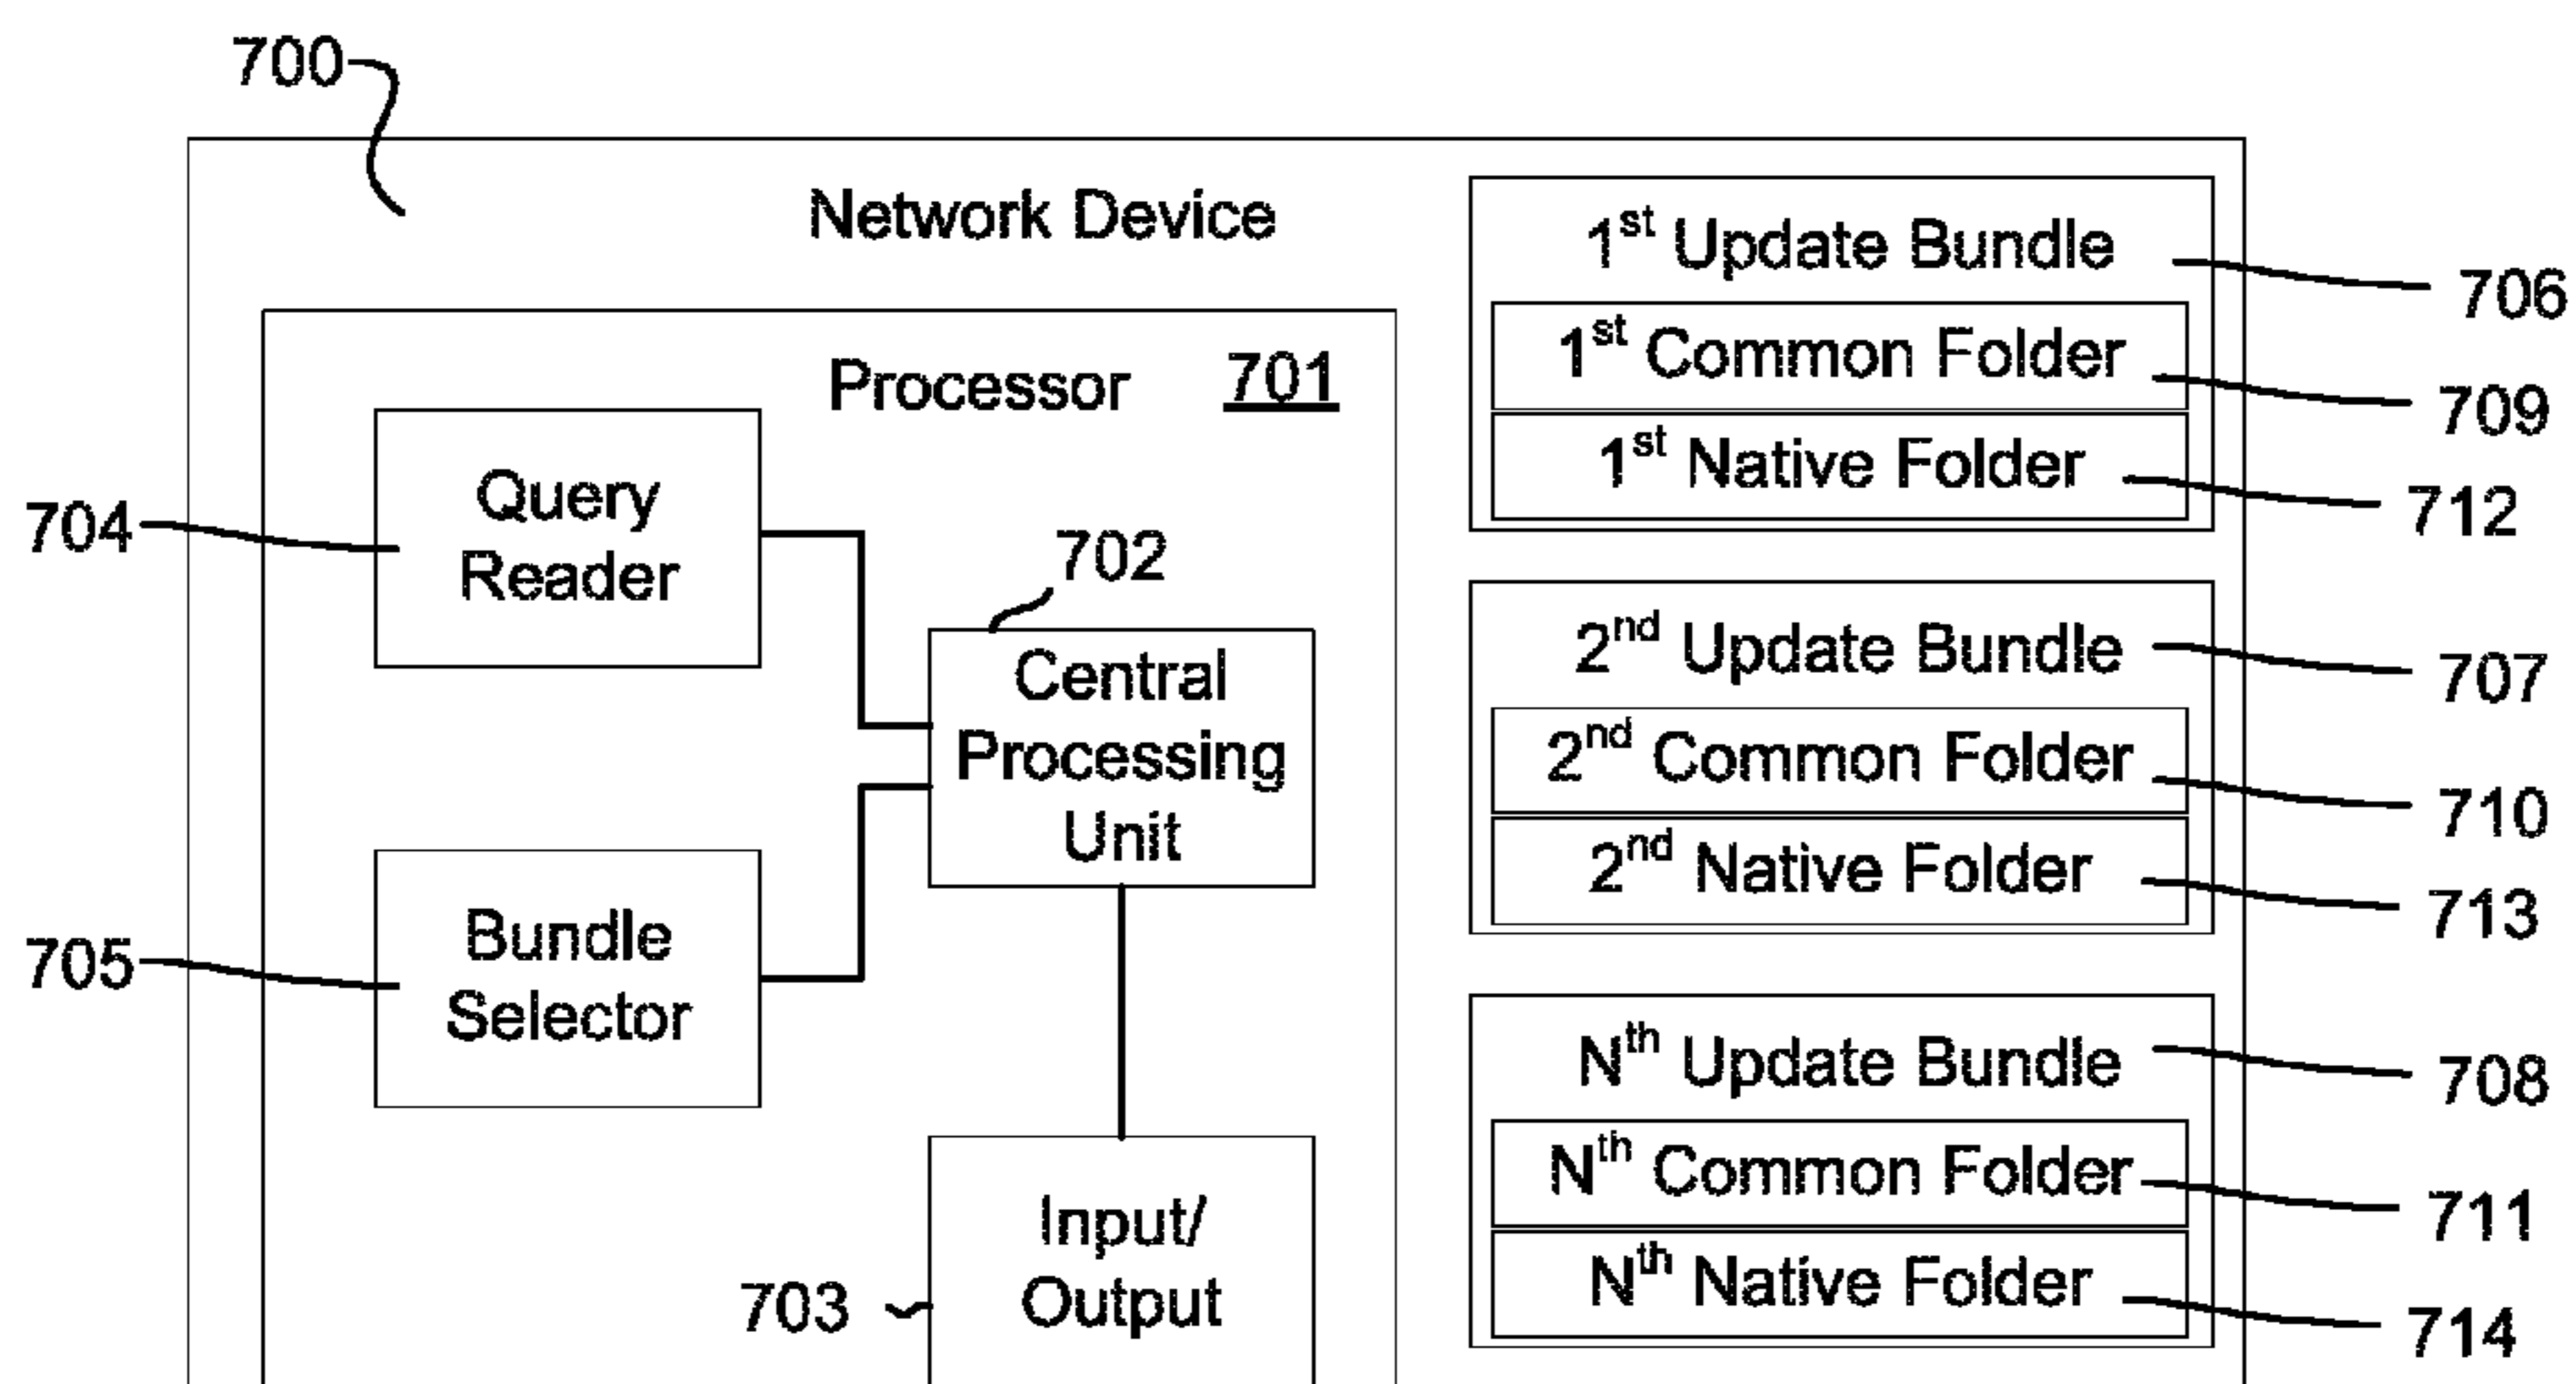 700
Network Device
Processor 701
Query
Reader
704
702
Central
Processing
Unit
Bundle
Selector
705
Input/
Output
703
1st Update Bundle
706
1st Common Folder
709
1st Native Folder
712
2nd Update Bundle
707
2nd Common Folder
710
2nd Native Folder
713
Nth Update Bundle
708
Nth Common Folder
711
Nth Native Folder
714